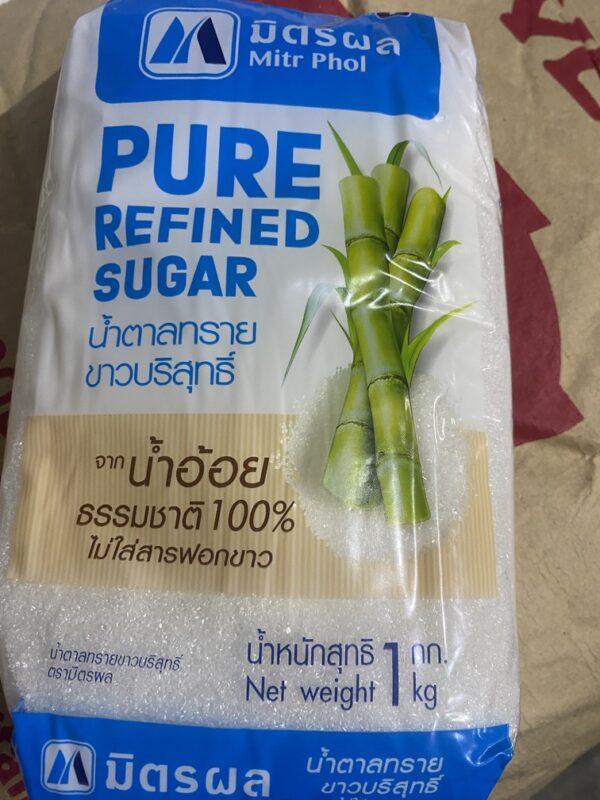 มิตรผล
Mitr Phol
PURE
REFINED
SUGAR
น้ำตาลทราย
ขาวบริสุทธิ์
จาก น้ำอ้อย
ธรรมชาติ 100%
ไม่ใส่สารฟอกขาว
น้ำตาลทรายขาวบริสุทธิ์
ตรามิตรผล
น้ำหนักสุทธิ 1 กก.
Net weight 1 kg
มิตรผล
น้ำตาลทราย
ขาวบริสุทธิ์